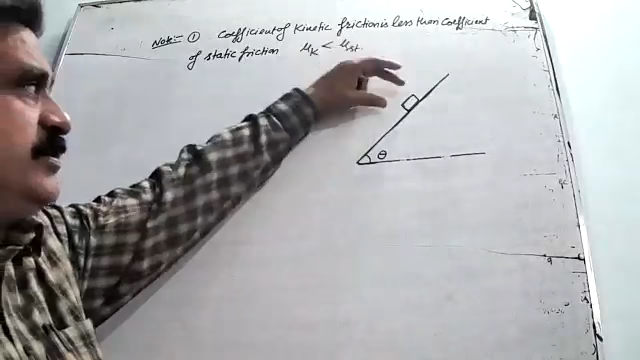 Note:- ① Coefficient of Kinetic friction is less than Coefficient
of static friction μk < μst.
θ